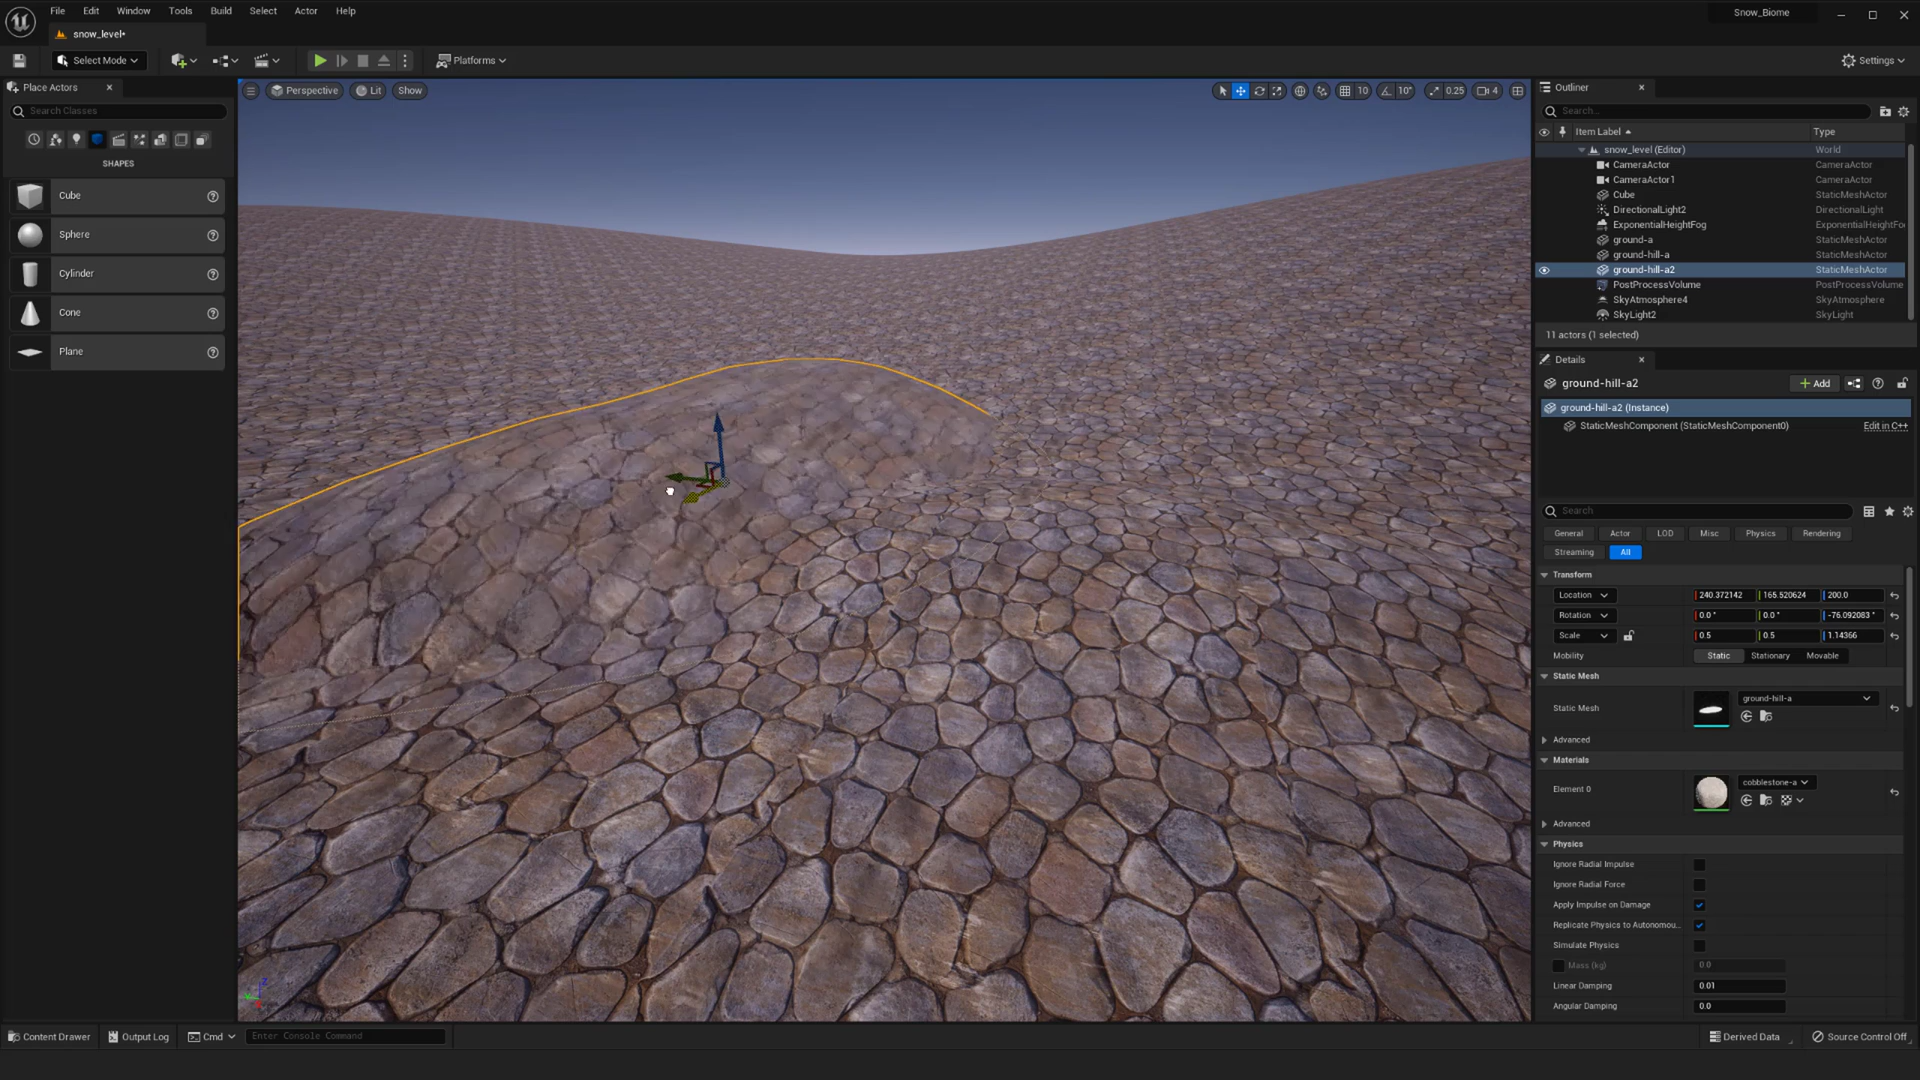 File Edit Window Tools Build Select Actor Help
Snow_Biome
snow_level*
Select Mode
Platforms
Settings
Place Actors
Search Classes
SHAPES
Cube
Sphere
Cylinder
Cone
Plane
Perspective Lit Show
10 10° 0.25 4
Outliner
Search...
Item Label Type
snow_level (Editor) World
CameraActor CameraActor
CameraActor1 CameraActor
Cube StaticMeshActor
DirectionalLight2 DirectionalLight
ExponentialHeightFog ExponentialHeightFo
ground-a StaticMeshActor
ground-hill-a StaticMeshActor
ground-hill-a2 StaticMeshActor
PostProcessVolume PostProcessVolume
SkyAtmosphere4 SkyAtmosphere
SkyLight2 SkyLight
11 actors (1 selected)
Details
ground-hill-a2
Add
ground-hill-a2 (Instance)
StaticMeshComponent (StaticMeshComponent0) Edit in C++
Search
General Actor LOD Misc Physics Rendering
Streaming All
Transform
Location 240.372142 165.520624 200.0
Rotation 0.0 ° 0.0 ° -76.092083 °
Scale 0.5 0.5 1.14366
Mobility Static Stationary Movable
Static Mesh
Static Mesh ground-hill-a
Advanced
Materials
Element 0 cobblestone-a
Advanced
Physics
Ignore Radial Impulse
Ignore Radial Force
Apply Impulse on Damage
Replicate Physics to Autonomou...
Simulate Physics
Mass (kg) 0.0
Linear Damping 0.01
Angular Damping 0.0
Content Drawer Output Log Cmd Enter Console Command
Derived Data Source Control Off